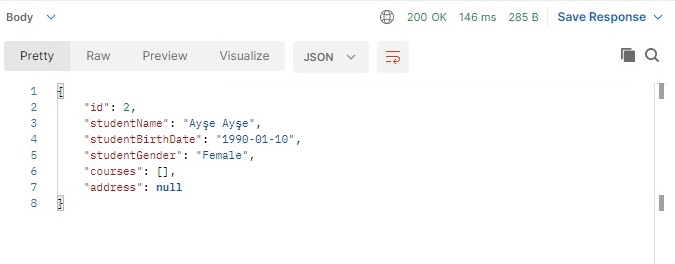 Body 200 OK 146 ms 285 B Save Response
Pretty Raw Preview Visualize JSON
1 {
2 "id": 2,
3 "studentName": "Ayşe Ayşe",
4 "studentBirthDate": "1990-01-10",
5 "studentGender": "Female",
6 "courses": [],
7 "address": null
8 }